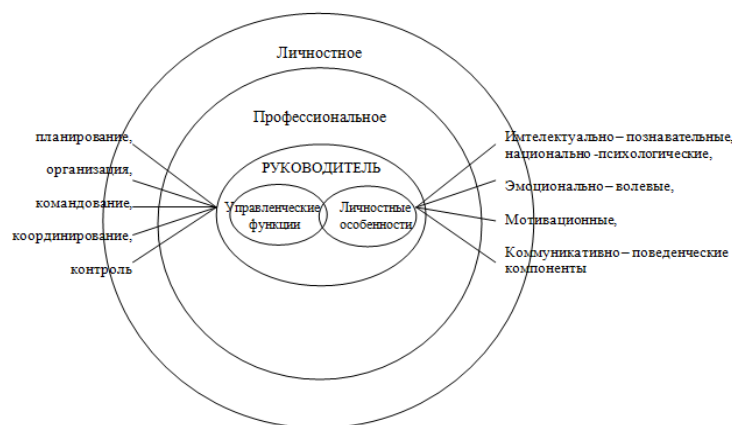 Личностное
Профессиональное
планирование,
организация,
командование,
координирование,
контроль
РУКОВОДИТЕЛЬ
Управленческие
функции
Личностные
особенности
Имтелектуально – познавательные,
национально -психологические,
Эмоционально – волевые,
Мотивационные,
Коммуникативно – поведенческие
компоненты